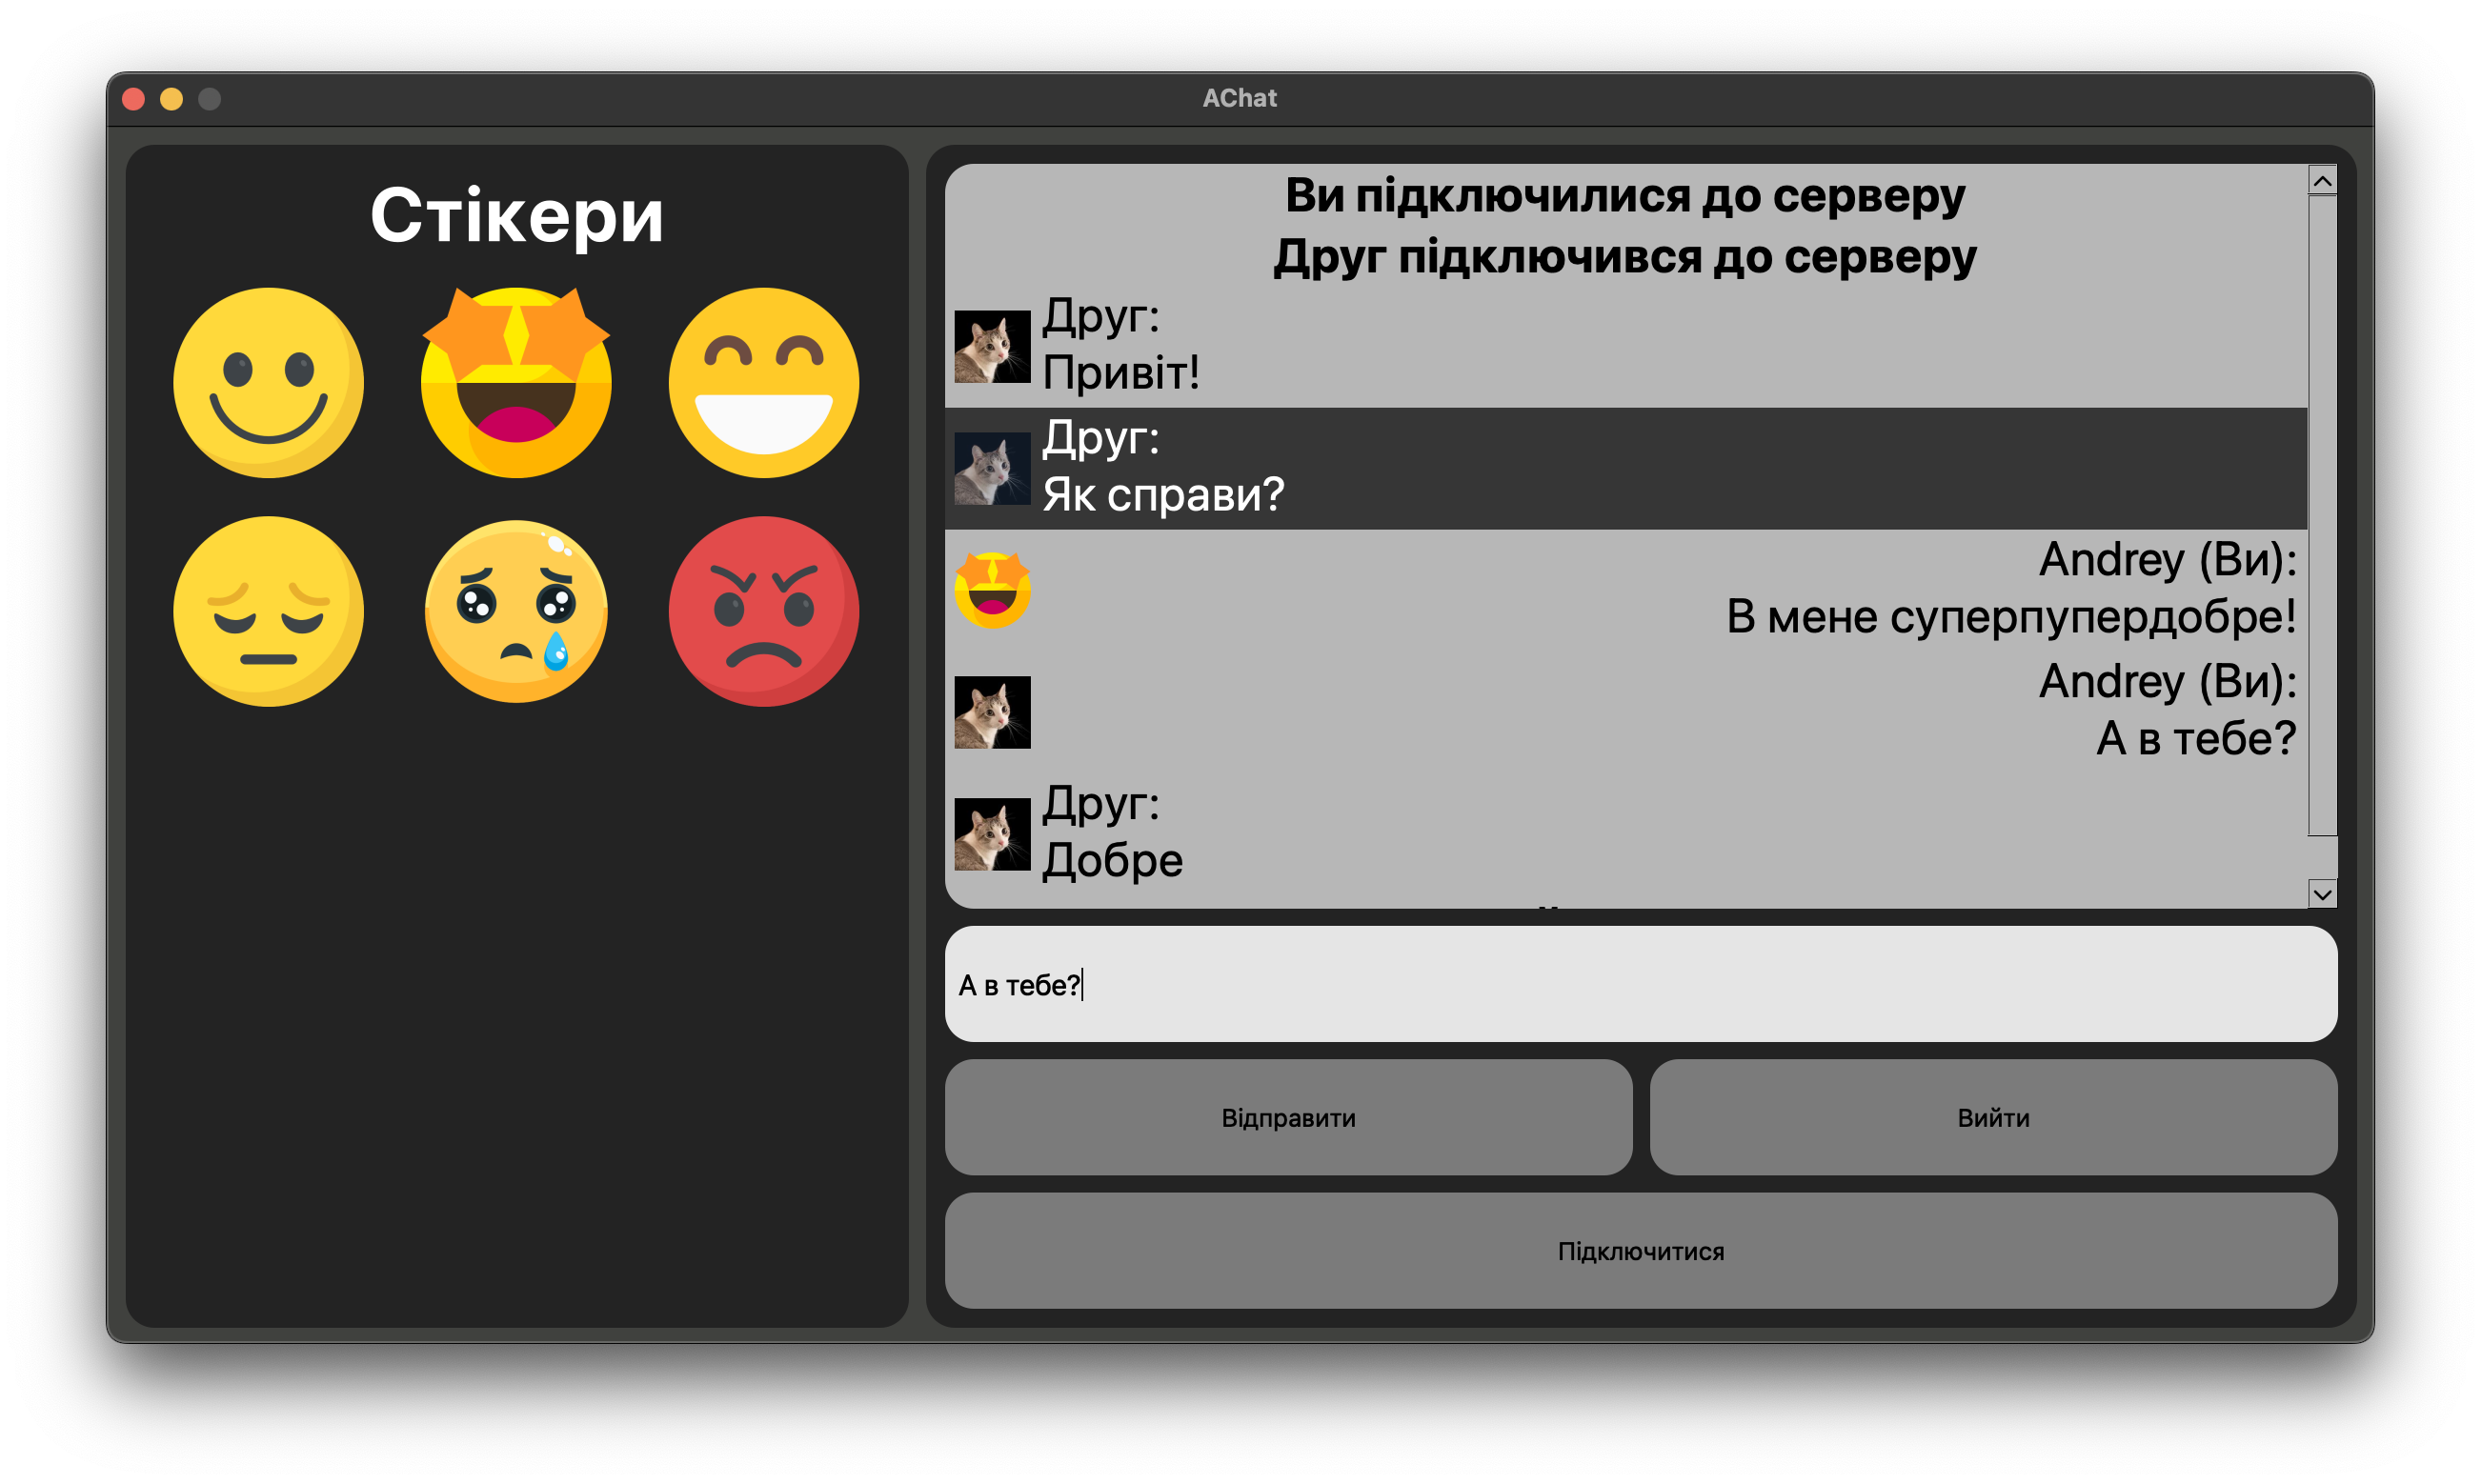 AChat
Стікери
Ви підключилися до серверу
Друг підключився до серверу
Друг:
Привіт!
Друг:
Як справи?
Andrey (Ви):
В мене суперпупердобре!
Andrey (Ви):
А в тебе?
Друг:
Добре
А в тебе?
Відправити
Вийти
Підключитися